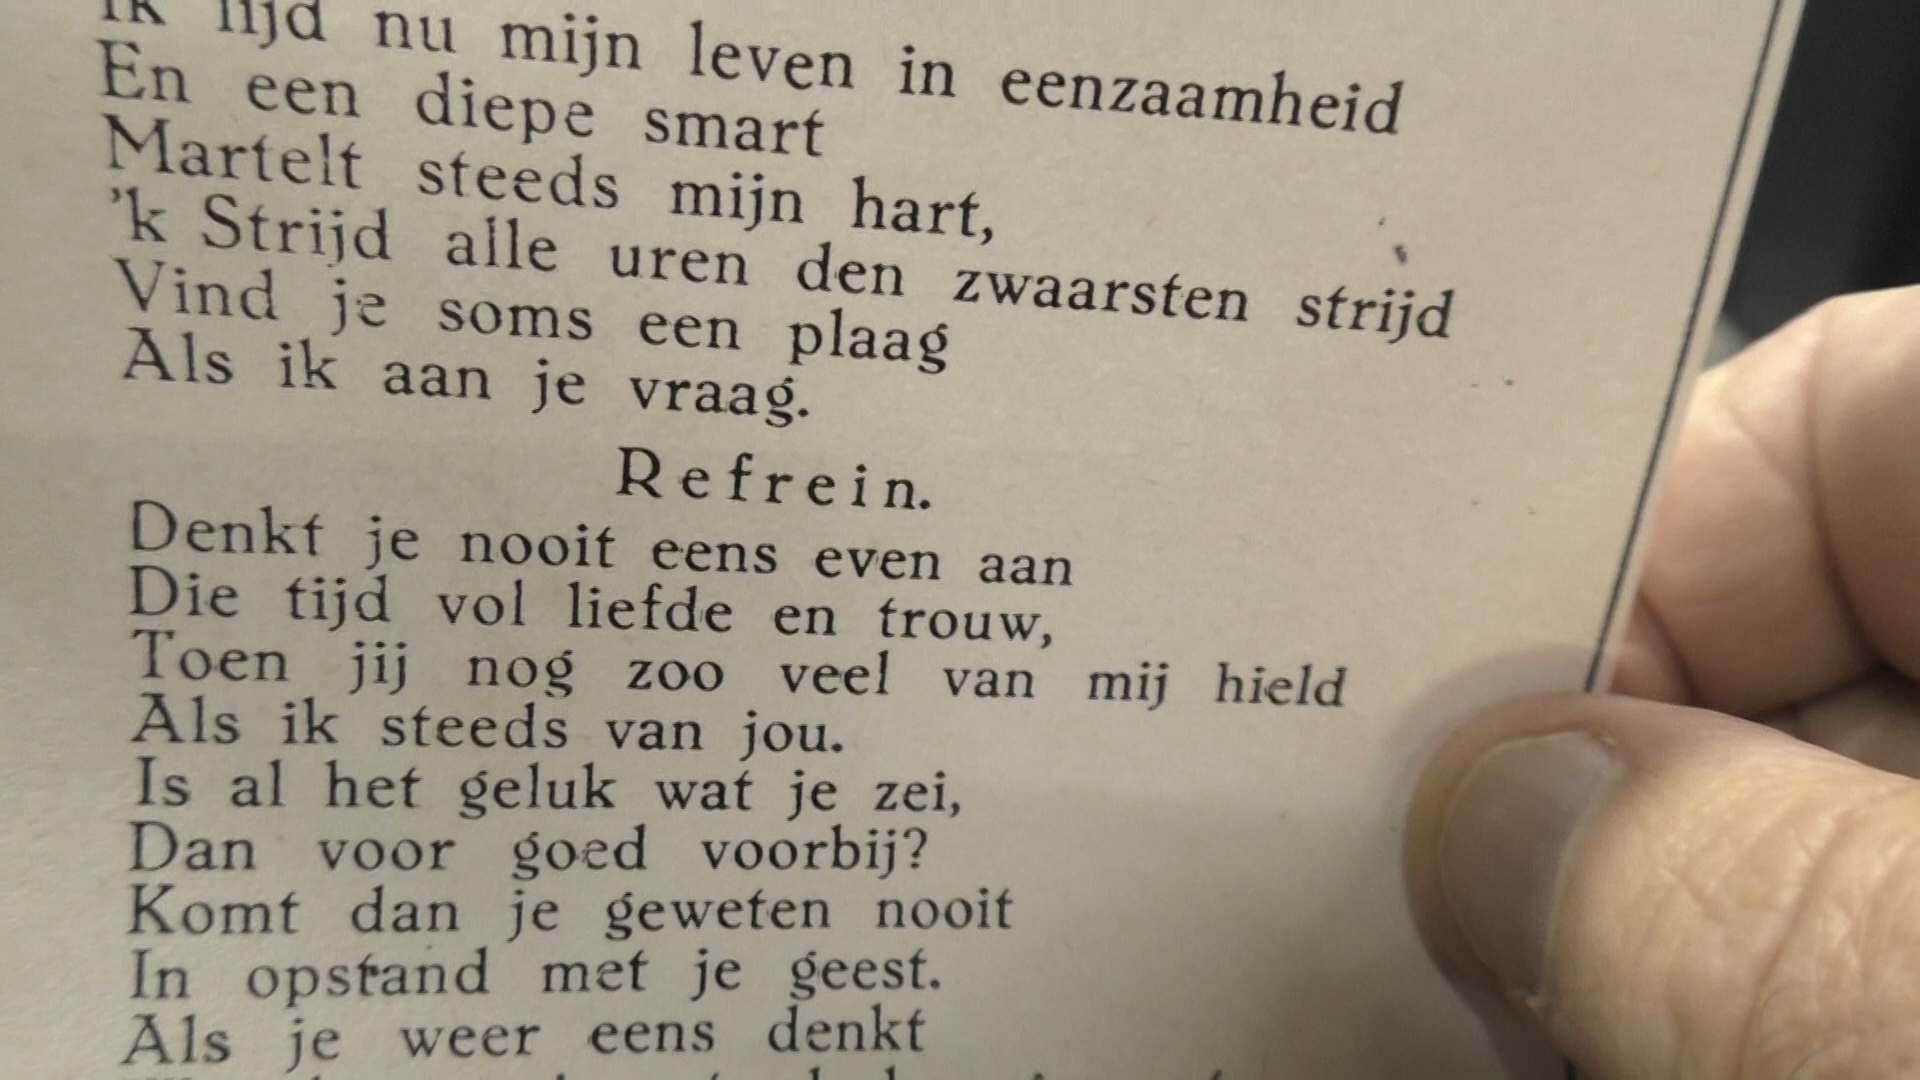 Ik lijd nu mijn leven in eenzaamheid
En een diepe smart
Martelt steeds mijn hart,
'k Strijd alle uren den zwaarsten strijd
Vind je soms een plaag
Als ik aan je vraag.
Refrein.
Denkt je nooit eens even aan
Die tijd vol liefde en trouw,
Toen jij nog zoo veel van mij hield
Als ik steeds van jou.
Is al het geluk wat je zei,
Dan voor goed voorbij?
Komt dan je geweten nooit
In opstand met je geest.
Als je weer eens denkt